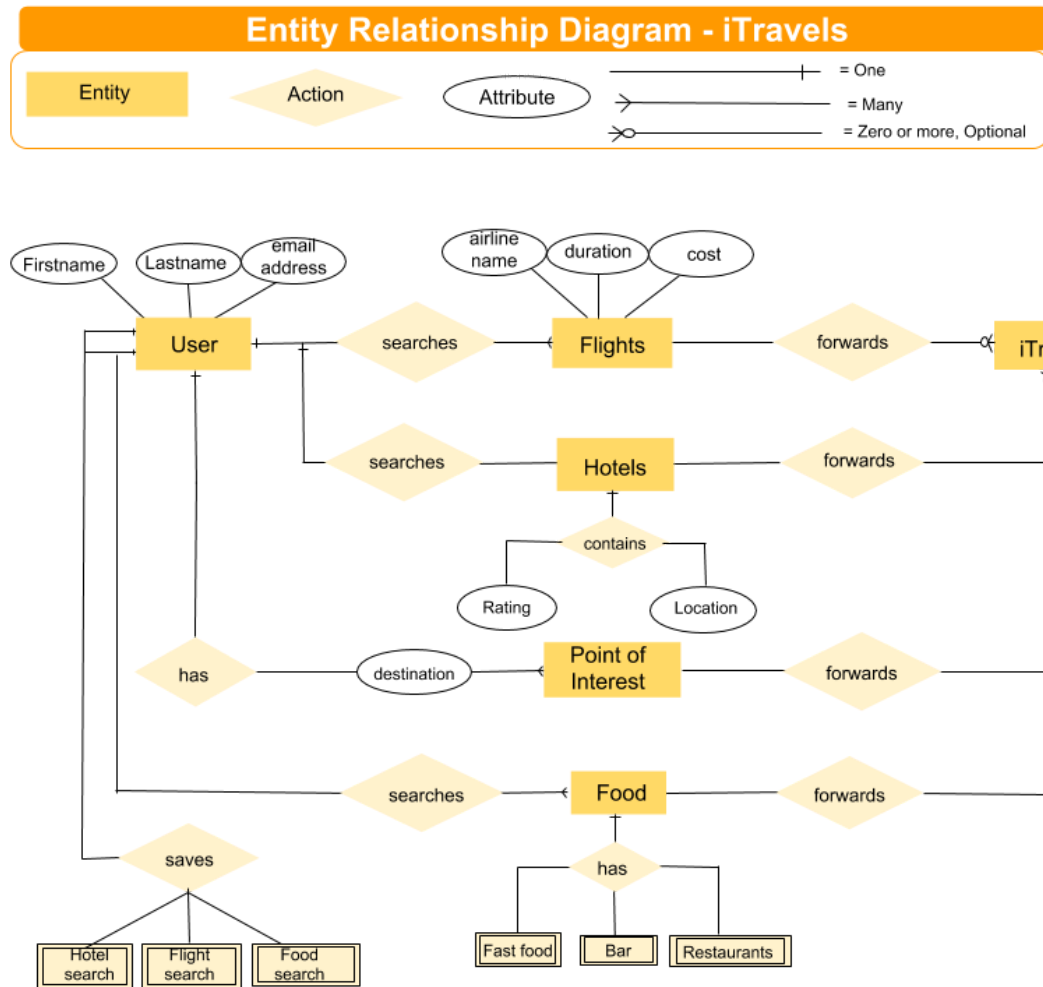 Entity Relationship Diagram - iTravels
Entity
Action
Attribute
= One
= Many
= Zero or more, Optional
Firstname
Lastname
email
address
airline
name
duration
cost
User
searches
Flights
forwards
iTr
searches
Hotels
forwards
contains
Rating
Location
has
destination
Point of
Interest
forwards
searches
Food
forwards
saves
has
Hotel
search
Flight
search
Food
search
Fast food
Bar
Restaurants